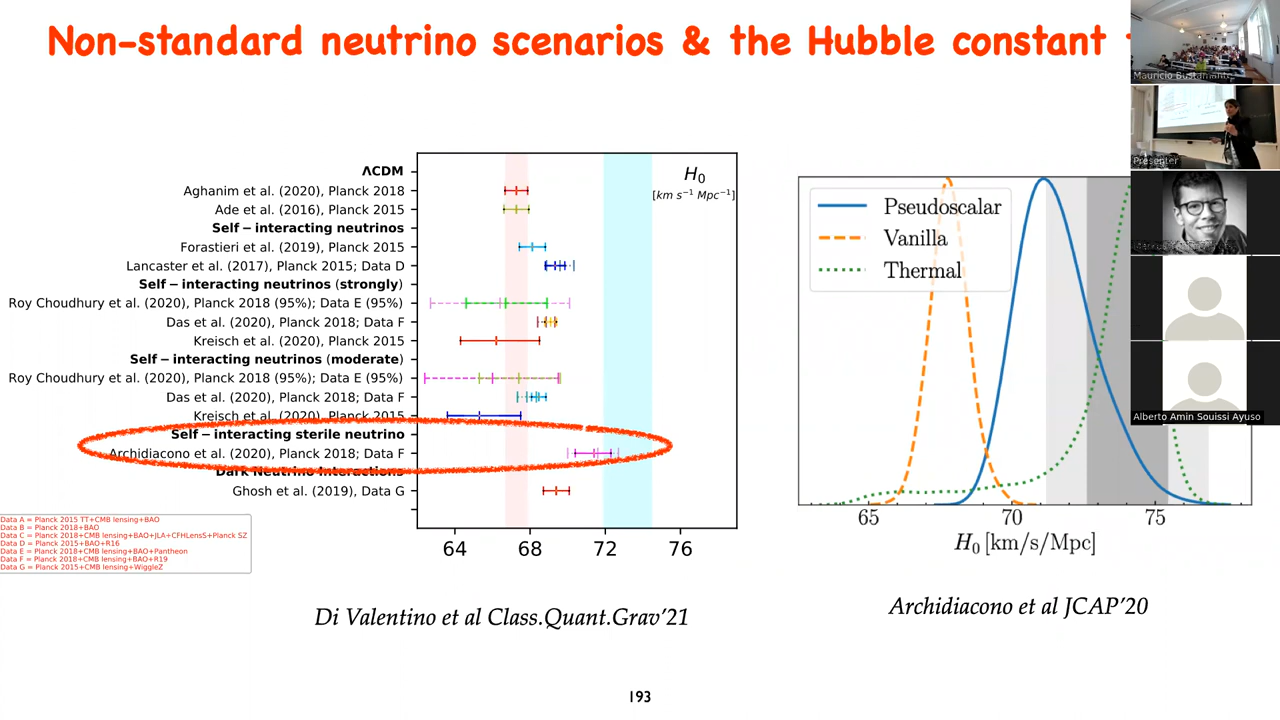 Non-standard neutrino scenarios & the Hubble constant
ΛCDM
Aghanim et al. (2020), Planck 2018
Ade et al. (2016), Planck 2015
Self−interacting neutrinos
Forastieri et al. (2019), Planck 2015
Lancaster et al. (2017), Planck 2015; Data D
Self−interacting neutrinos (strongly)
Roy Choudhury et al. (2020), Planck 2018 (95%); Data E (95%)
Das et al. (2020), Planck 2018; Data F
Kreisch et al. (2020), Planck 2015
Self−interacting neutrinos (moderate)
Roy Choudhury et al. (2020), Planck 2018 (95%); Data E (95%)
Das et al. (2020), Planck 2018; Data F
Kreisch et al. (2020), Planck 2015
Self−interacting sterile neutrino
Archidiacono et al. (2020), Planck 2018; Data F
Dark Neutrino Interactions
Ghosh et al. (2019), Data G
H₀
[km s⁻¹ Mpc⁻¹]
64 68 72 76
Data A = Planck 2015 TT+CMB lensing+BAO
Data B = Planck 2018+BAO
Data C = Planck 2018+CMB lensing+BAO+JLA+CFHLensS+Planck SZ
Data D = Planck 2015+BAO+R16
Data E = Planck 2018+CMB lensing+BAO+Pantheon
Data F = Planck 2018+CMB lensing+BAO+R19
Data G = Planck 2015+CMB lensing+WiggleZ
Di Valentino et al Class.Quant.Grav'21
Pseudoscalar
Vanilla
Thermal
65 70 75
H₀ [km/s/Mpc]
Archidiacono et al JCAP'20
193
Mauricio Bustamante
Presenter
Alberto Amin Souissi Ayuso